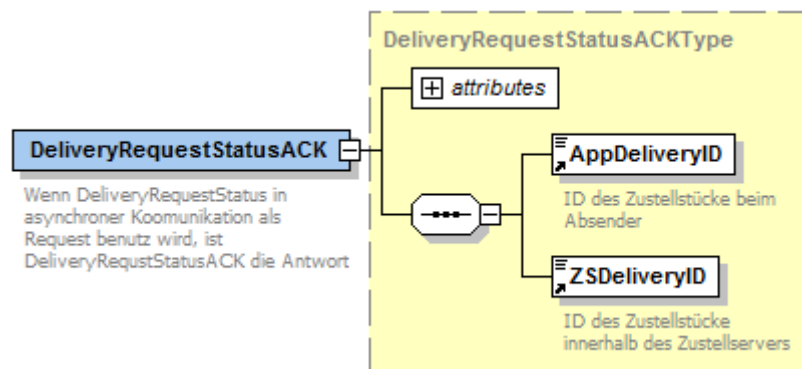 DeliveryRequestStatusACKType
attributes
DeliveryRequestStatusACK
Wenn DeliveryRequestStatus in
asynchroner Koomunikation als
Request benutz wird, ist
DeliveryRequstStatusACK die Antwort
AppDeliveryID
ID des Zustellstücke beim
Absender
ZSDeliveryID
ID des Zustellstücke
innerhalb des Zustellservers